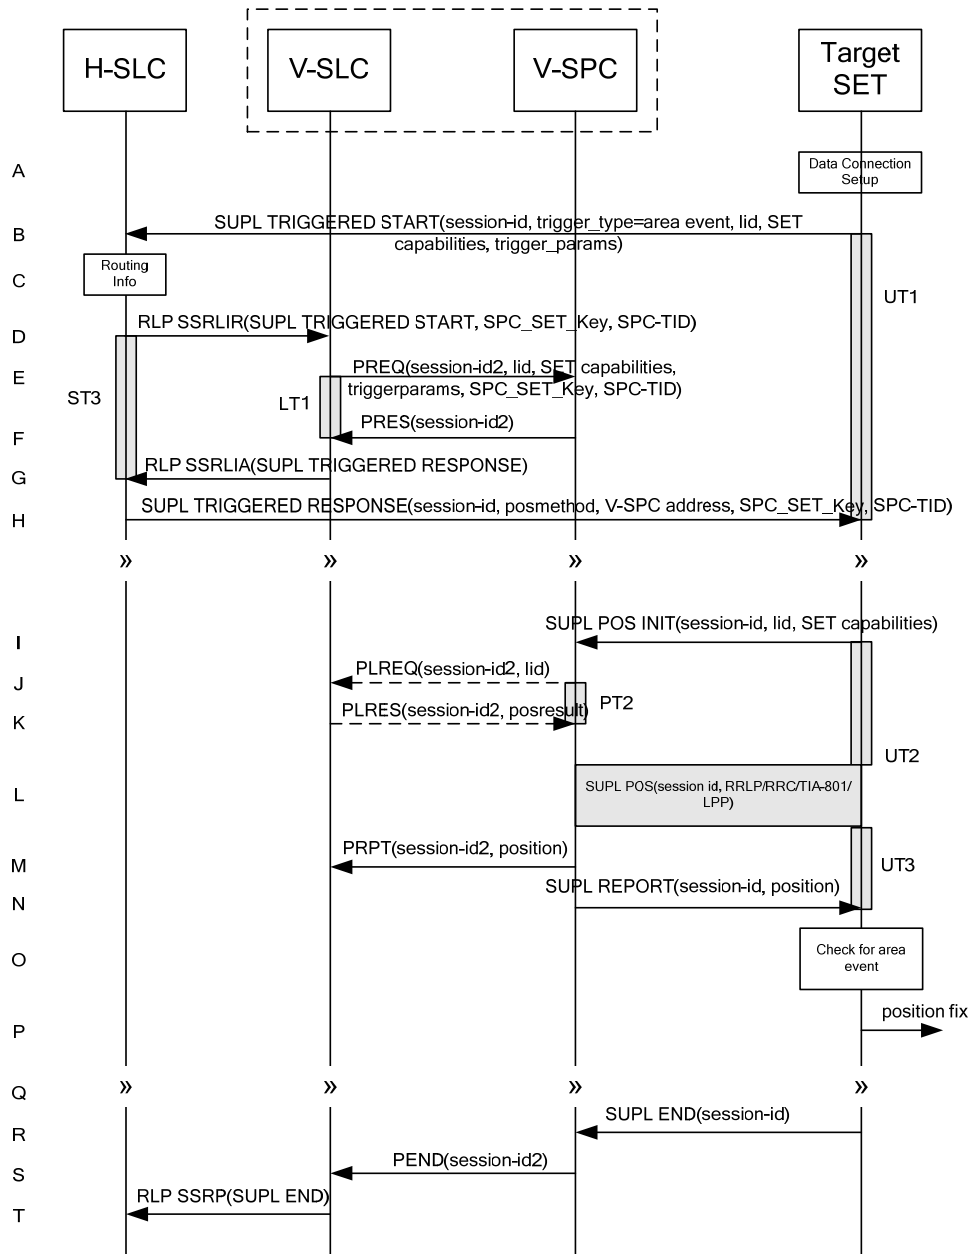 H-SLC
V-SLC
V-SPC
Target
SET
A
Data Connection
Setup
B
SUPL TRIGGERED START(session-id, trigger_type=area event, lid, SET
capabilities, trigger_params)
C
Routing
Info
UT1
D
RLP SSRLIR(SUPL TRIGGERED START, SPC_SET_Key, SPC-TID)
E
PREQ(session-id2, lid, SET capabilities,
triggerparams, SPC_SET_Key, SPC-TID)
ST3
LT1
F
PRES(session-id2)
G
RLP SSRLIA(SUPL TRIGGERED RESPONSE)
H
SUPL TRIGGERED RESPONSE(session-id, posmethod, V-SPC address, SPC_SET_Key, SPC-TID)
» » » »
I
SUPL POS INIT(session-id, lid, SET capabilities)
J
PLREQ(session-id2, lid)
PT2
K
PLRES(session-id2, posresult)
UT2
L
SUPL POS(session id, RRLP/RRC/TIA-801/
LPP)
M
PRPT(session-id2, position)
UT3
N
SUPL REPORT(session-id, position)
O
Check for area
event
P
position fix
Q
» » » »
R
SUPL END(session-id)
S
PEND(session-id2)
T
RLP SSRP(SUPL END)